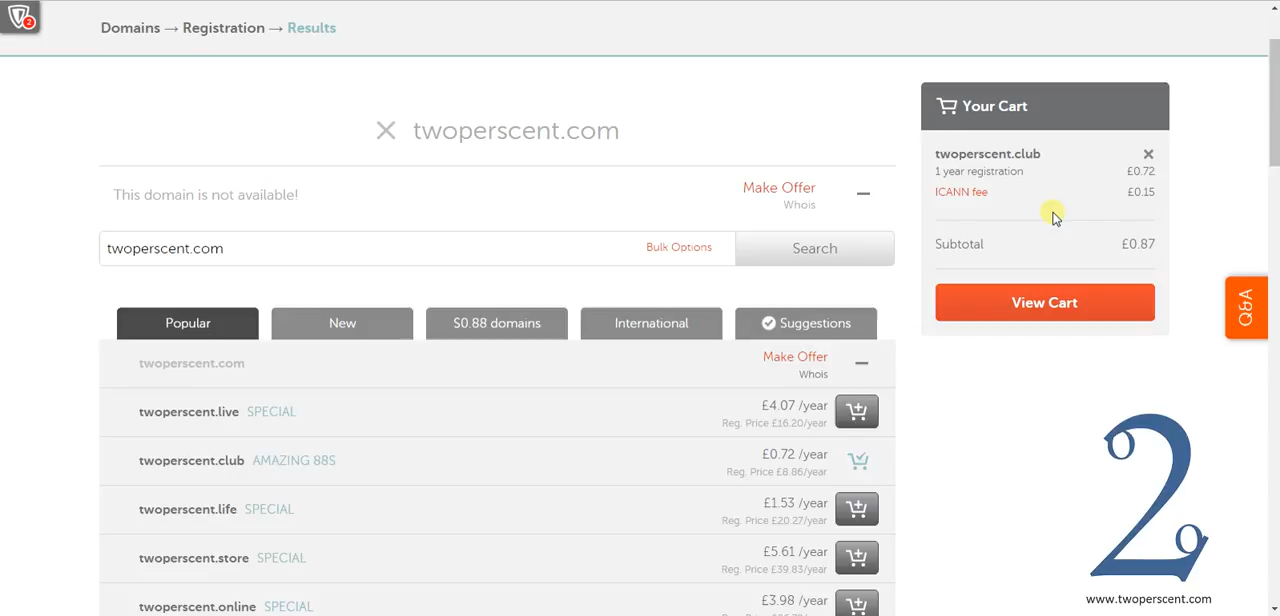 2
Domains → Registration → Results
twoperscent.com
This domain is not available!
Make Offer
Whois
twoperscent.com
Bulk Options
Search
Popular
New
$0.88 domains
International
Suggestions
twoperscent.com
Make Offer
Whois
twoperscent.live SPECIAL
£4.07 /year
Reg. Price £16.20/year
twoperscent.club AMAZING 88S
£0.72 /year
Reg. Price £8.86/year
twoperscent.life SPECIAL
£1.53 /year
Reg. Price £20.27/year
twoperscent.store SPECIAL
£5.61 /year
Reg. Price £39.83/year
twoperscent.online SPECIAL
£3.98 /year
Your Cart
twoperscent.club
1 year registration £0.72
ICANN fee £0.15
Subtotal £0.87
View Cart
Q&A
2
www.twoperscent.com